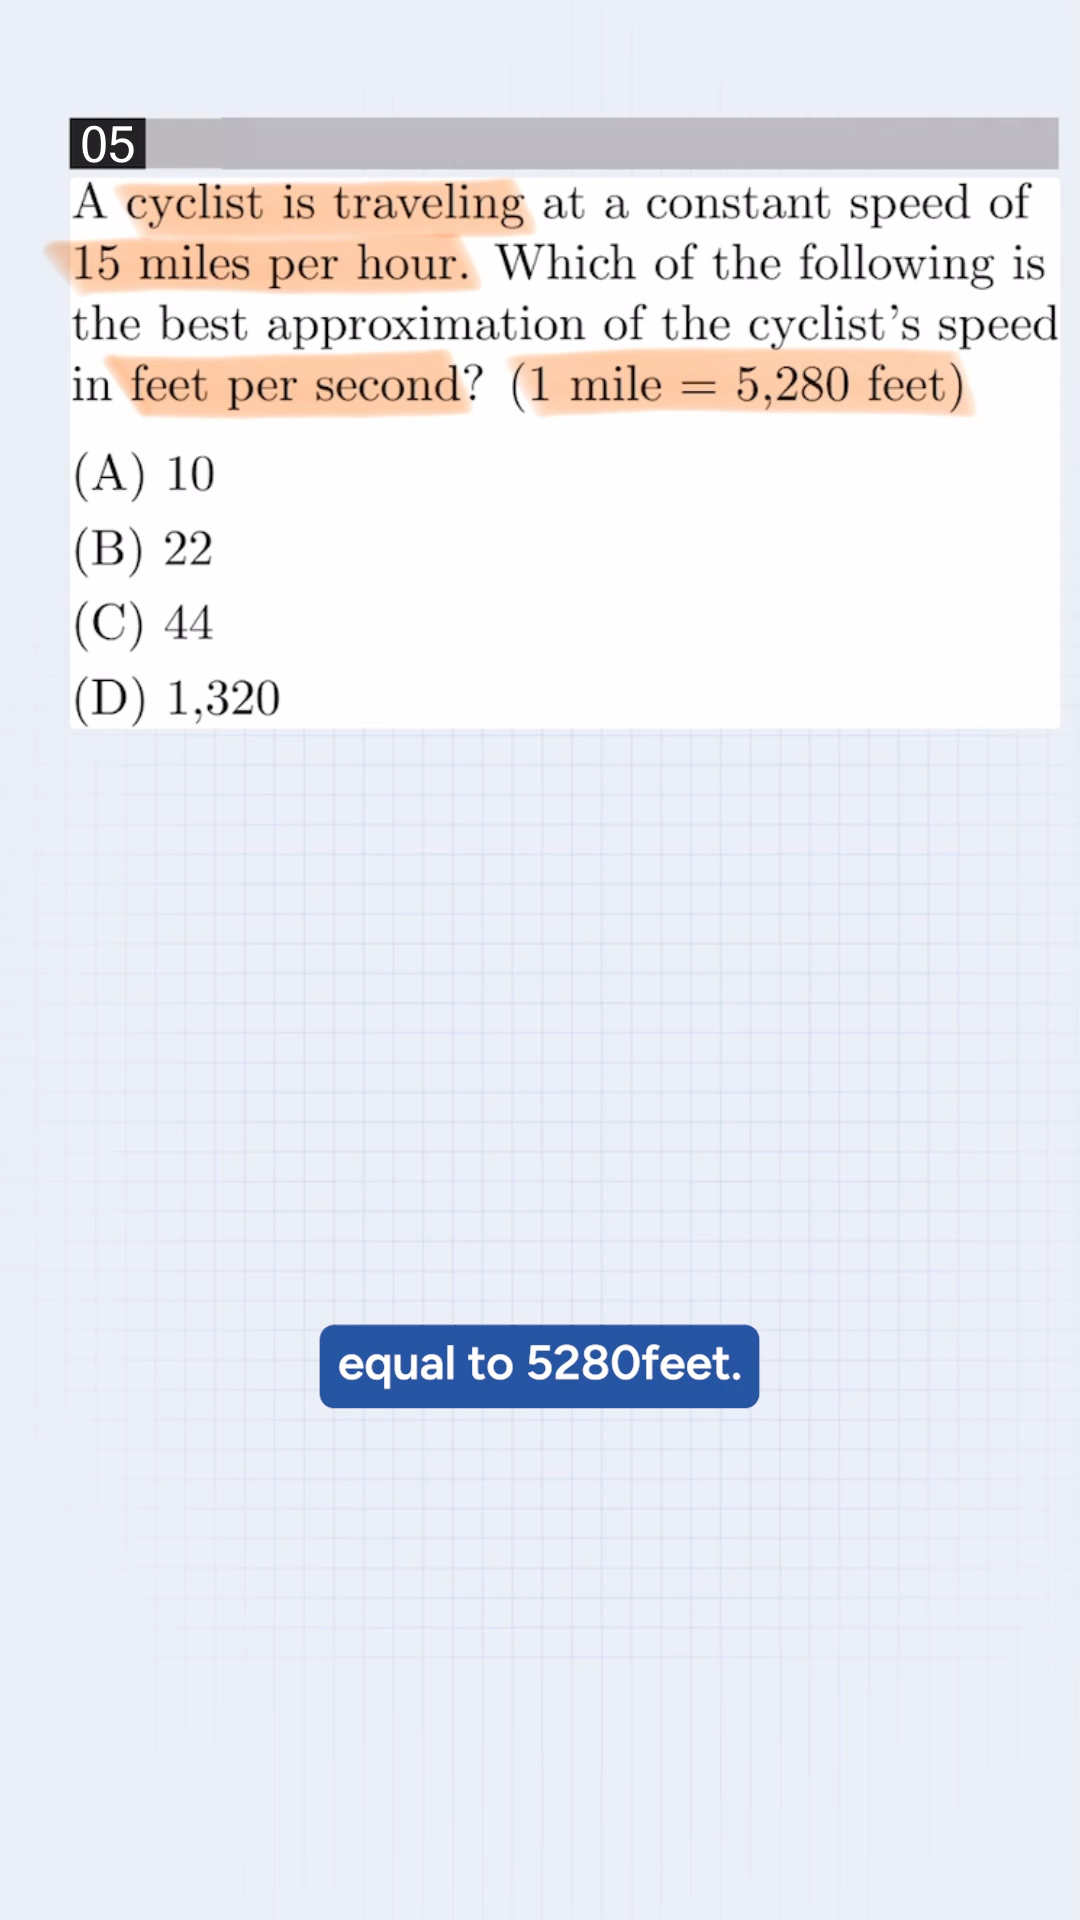 05
A cyclist is traveling at a constant speed of
15 miles per hour. Which of the following is
the best approximation of the cyclist’s speed
in feet per second? (1 mile = 5,280 feet)
(A) 10
(B) 22
(C) 44
(D) 1,320
equal to 5280feet.